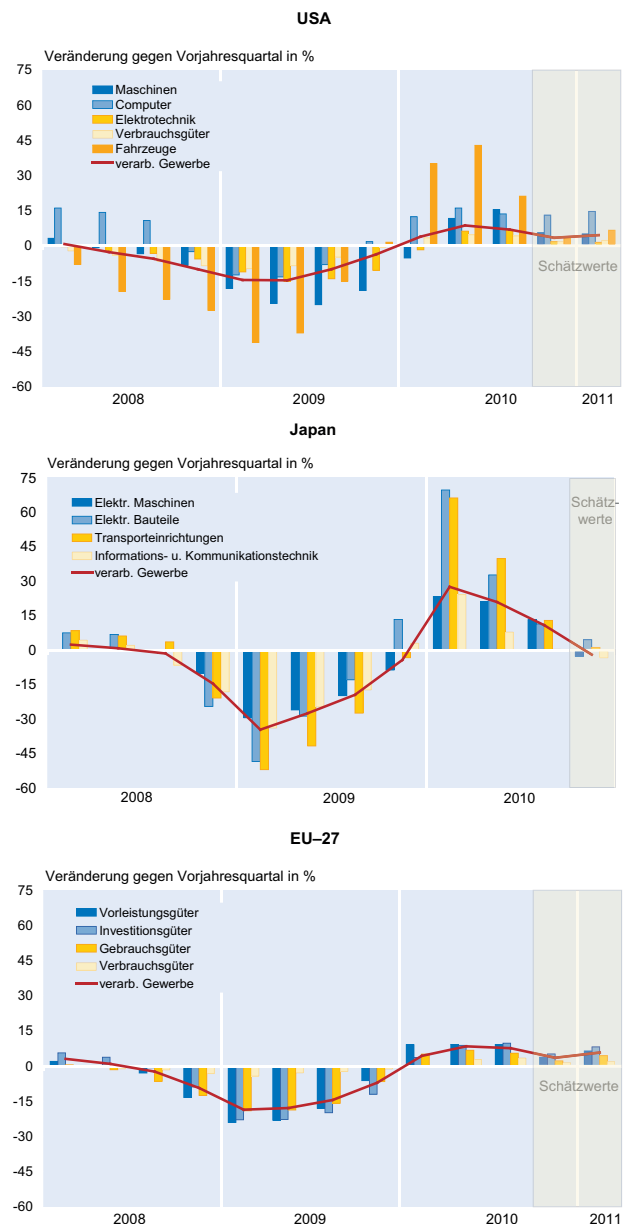 USA
Veränderung gegen Vorjahresquartal in %
75
60
45
30
15
0
-15
-30
-45
-60
Maschinen
Computer
Elektrotechnik
Verbrauchsgüter
Fahrzeuge
verarb. Gewerbe
Schätzwerte
2008
2009
2010
2011
Japan
Veränderung gegen Vorjahresquartal in %
75
60
45
30
15
0
-15
-30
-45
-60
Elektr. Maschinen
Elektr. Bauteile
Transporteinrichtungen
Informations- u. Kommunikationstechnik
verarb. Gewerbe
Schätz-
werte
2008
2009
2010
EU–27
Veränderung gegen Vorjahresquartal in %
75
60
45
30
15
0
-15
-30
-45
-60
Vorleistungsgüter
Investitionsgüter
Gebrauchsgüter
Verbrauchsgüter
verarb. Gewerbe
Schätzwerte
2008
2009
2010
2011